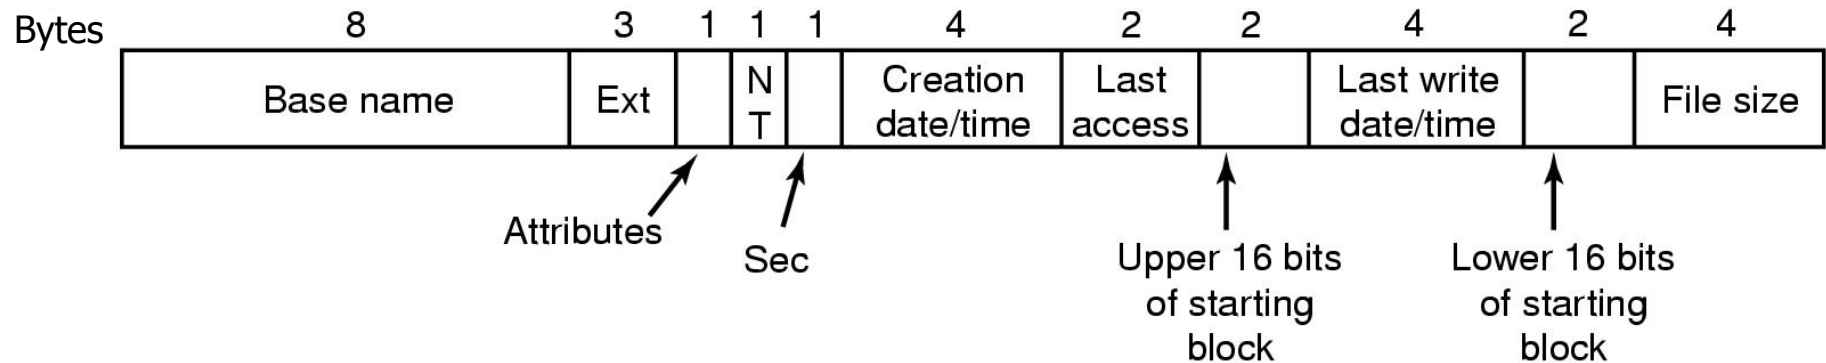 Bytes 8 3 1 1 1 4 2 2 4 2 4
Base name Ext N T Creation date/time Last access Last write date/time File size
Attributes
Sec
Upper 16 bits
of starting
block
Lower 16 bits
of starting
block